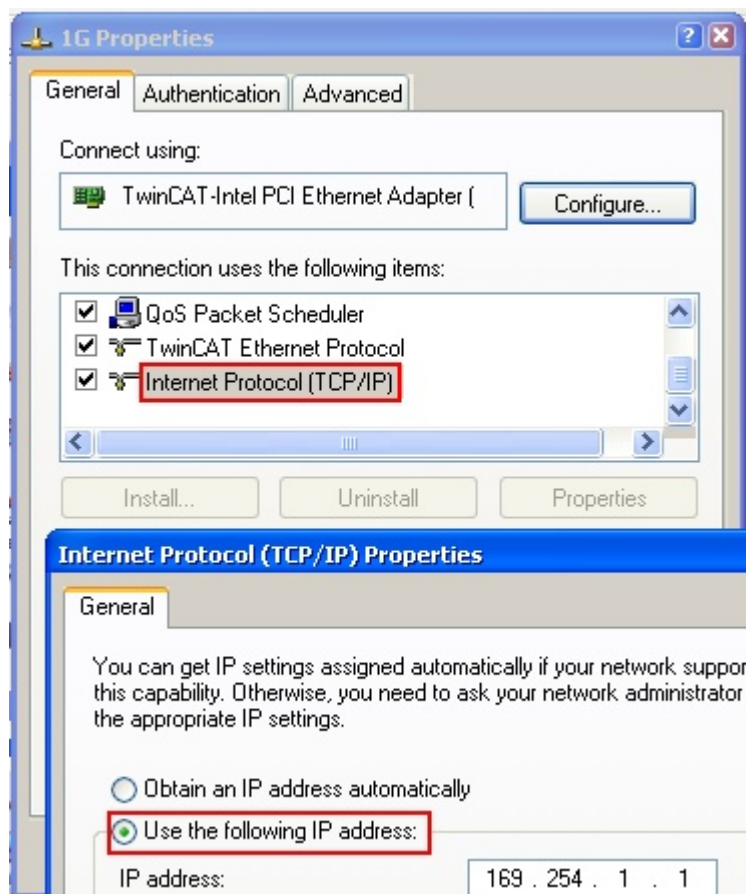 1G Properties
General Authentication Advanced
Connect using:
TwinCAT-Intel PCI Ethernet Adapter ( Configure...
This connection uses the following items:
QoS Packet Scheduler
TwinCAT Ethernet Protocol
Internet Protocol (TCP/IP)
Install... Uninstall Properties
Internet Protocol (TCP/IP) Properties
General
You can get IP settings assigned automatically if your network suppor
this capability. Otherwise, you need to ask your network administrator
the appropriate IP settings.
Obtain an IP address automatically
Use the following IP address:
IP address: 169 . 254 . 1 . 1